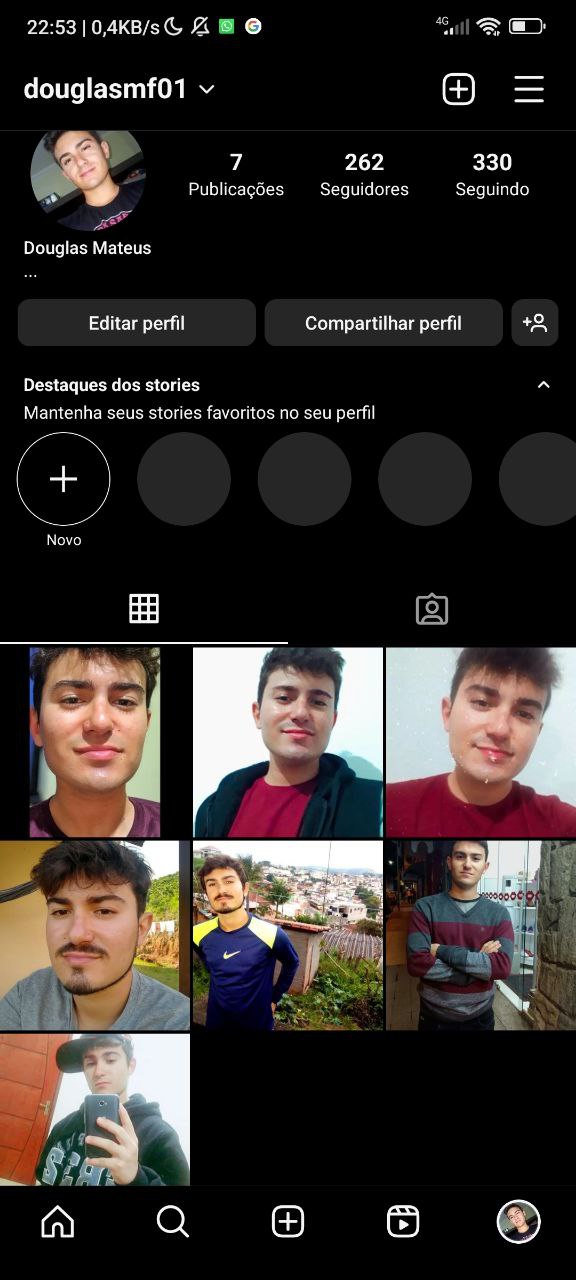 22:53 | 0,4KB/s 4G
douglasmf01
7 262 330
Publicações Seguidores Seguindo
Douglas Mateus
...
Editar perfil Compartilhar perfil
Destaques dos stories
Mantenha seus stories favoritos no seu perfil
Novo